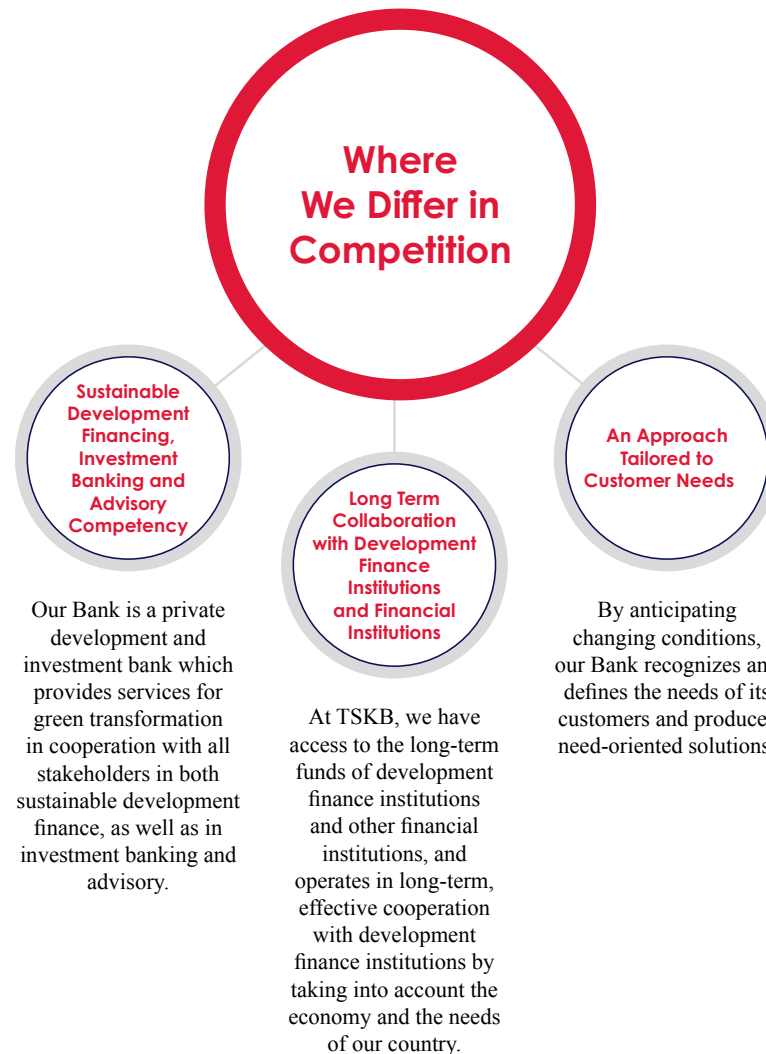 Where
We Differ in
Competition
Sustainable
Development
Financing,
Investment
Banking and
Advisory
Competency
Our Bank is a private
development and
investment bank which
provides services for
green transformation
in cooperation with all
stakeholders in both
sustainable development
finance, as well as in
investment banking and
advisory.
Long Term
Collaboration
with Development
Finance
Institutions
and Financial
Institutions
At TSKB, we have
access to the long-term
funds of development
finance institutions
and other financial
institutions, and
operates in long-term,
effective cooperation
with development
finance institutions by
taking into account the
economy and the needs
of our country.
An Approach
Tailored to
Customer Needs
By anticipating
changing conditions,
our Bank recognizes an
defines the needs of its
customers and produce
need-oriented solutions